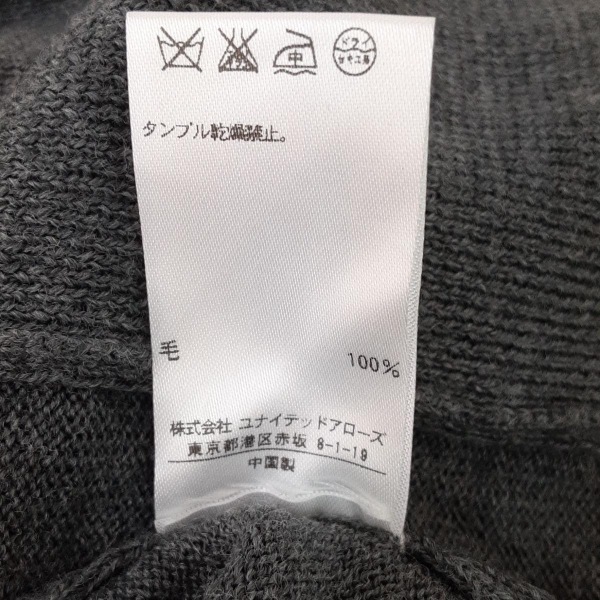 中 ドライ セキユ系
タンブル乾燥禁止。
毛 100%
株式会社 ユナイテッドアローズ
東京都港区赤坂 8-1-19
中国製